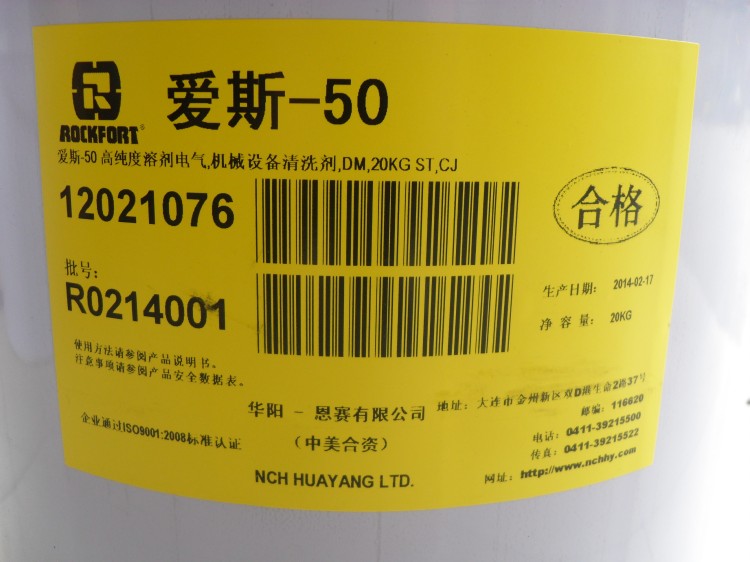 爱斯-50
ROCKFORT®
爱斯-50 高纯度溶剂电气,机械设备清洗剂,DM,20KG ST,CJ
12021076
合格
批号:
R0214001
生产日期: 2014-02-17
净 容 量: 20KG
使用方法请参阅产品说明书。
注意事项请参阅产品安全数据表。
企业通过ISO9001:2008标准认证
华阳 - 恩赛有限公司
(中美合资)
NCH HUAYANG LTD.
地址: 大连市金州新区双D港生命2路37号
邮编: 116620
电话: 0411-39215500
传真: 0411-39215522
网址: http://www.nchhy.com